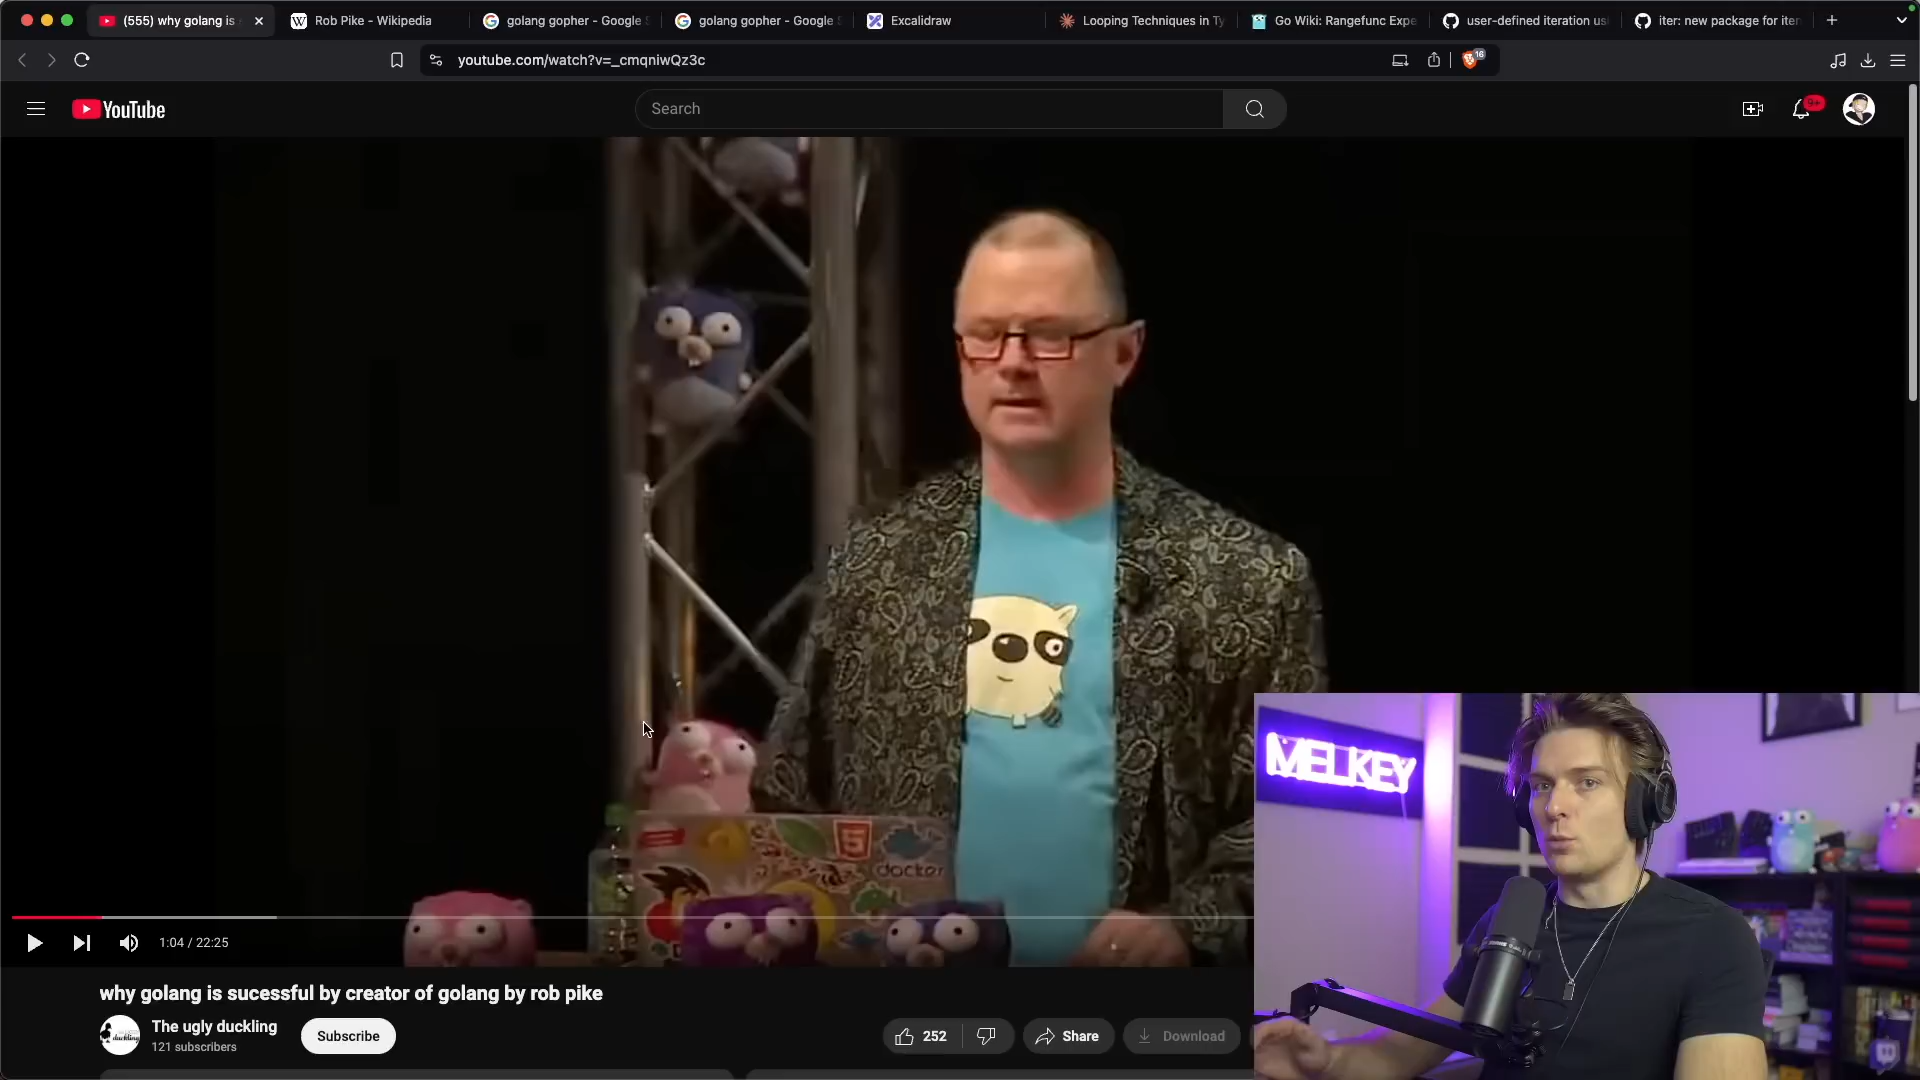 (555) why golang is
Rob Pike - Wikipedia
golang gopher - Google S
golang gopher - Google S
Excalidraw
Looping Techniques in Ty
Go Wiki: Rangefunc Expe
user-defined iteration us
iter: new package for iter
youtube.com/watch?v=_cmqniwQz3c
16
YouTube
Search
9+
docker
MELKEY
1:04 / 22:25
why golang is sucessful by creator of golang by rob pike
The ugly duckling
121 subscribers
Subscribe
252
Share
Download